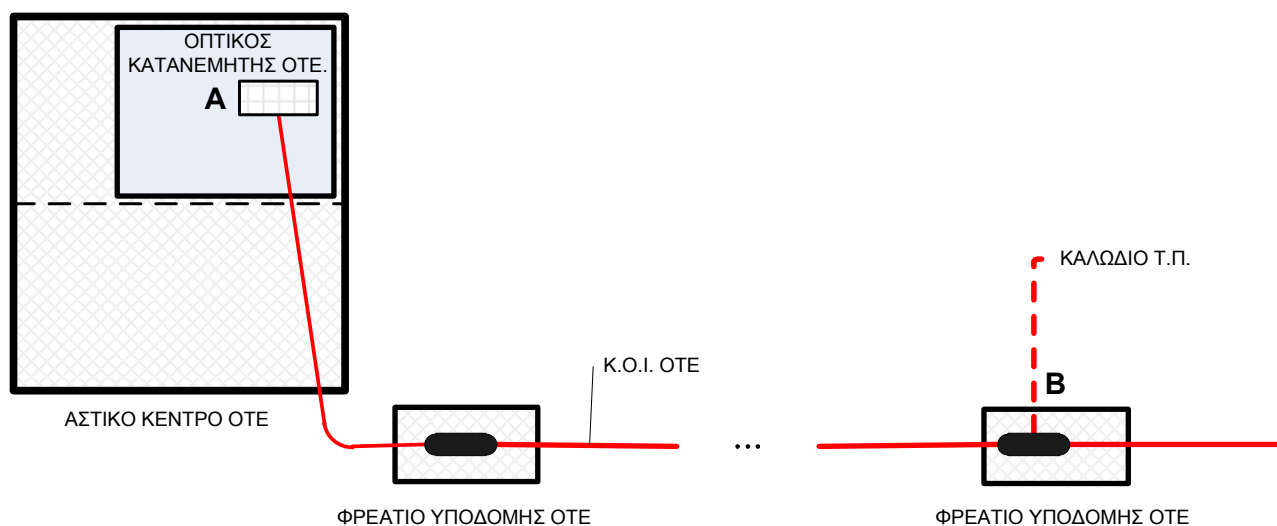 ΟΠΤΙΚΟΣ
ΚΑΤΑΝΕΜΗΤΗΣ ΟΤΕ.
A
ΚΑΛΩΔΙΟ Τ.Π.
Κ.Ο.Ι. ΟΤΕ
B
ΑΣΤΙΚΟ ΚΕΝΤΡΟ ΟΤΕ
...
ΦΡΕΑΤΙΟ ΥΠΟΔΟΜΗΣ ΟΤΕ
ΦΡΕΑΤΙΟ ΥΠΟΔΟΜΗΣ ΟΤΕ